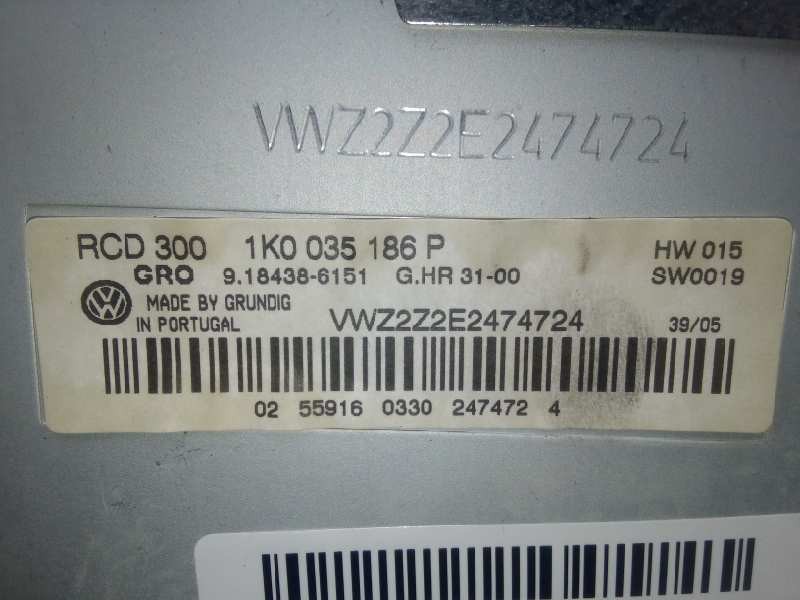 VWZ2Z2E2474724
RCD 300 1K0 035 186 P HW 015
GRO 9.18438-6151 G.HR 31-00 SW0019
MADE BY GRUNDIG
IN PORTUGAL VWZ2Z2E2474724 39/05
02 55916 0330 247472 4